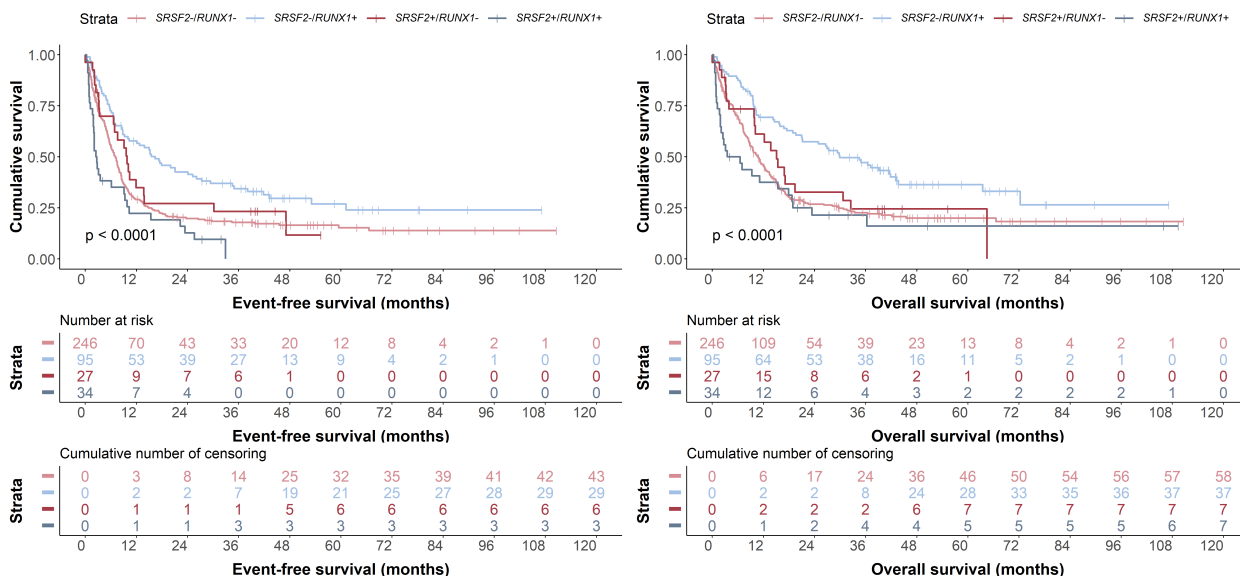 Strata SRSF2-/RUNX1- SRSF2-/RUNX1+ SRSF2+/RUNX1- SRSF2+/RUNX1+
Cumulative survival
1.00
0.75
0.50
0.25
0.00
p < 0.0001
0 12 24 36 48 60 72 84 96 108 120
Event-free survival (months)
Number at risk
Strata
246 70 43 33 20 12 8 4 2 1 0
95 53 39 27 13 9 4 2 1 0 0
27 9 7 6 1 0 0 0 0 0 0
34 7 4 0 0 0 0 0 0 0 0
0 12 24 36 48 60 72 84 96 108 120
Event-free survival (months)
Cumulative number of censoring
Strata
0 3 8 14 25 32 35 39 41 42 43
0 2 2 7 19 21 25 27 28 29 29
0 1 1 1 5 6 6 6 6 6 6
0 1 1 3 3 3 3 3 3 3 3
0 12 24 36 48 60 72 84 96 108 120
Event-free survival (months)
Strata SRSF2-/RUNX1- SRSF2-/RUNX1+ SRSF2+/RUNX1- SRSF2+/RUNX1+
Cumulative survival
1.00
0.75
0.50
0.25
0.00
p < 0.0001
0 12 24 36 48 60 72 84 96 108 120
Overall survival (months)
Number at risk
Strata
246 109 54 39 23 13 8 4 2 1 0
95 64 53 38 16 11 5 2 1 0 0
27 15 8 6 2 1 0 0 0 0 0
34 12 6 4 3 2 2 2 2 1 0
0 12 24 36 48 60 72 84 96 108 120
Overall survival (months)
Cumulative number of censoring
Strata
0 6 17 24 36 46 50 54 56 57 58
0 2 2 8 24 28 33 35 36 37 37
0 2 2 2 6 7 7 7 7 7 7
0 1 2 4 4 5 5 5 5 6 7
0 12 24 36 48 60 72 84 96 108 120
Overall survival (months)